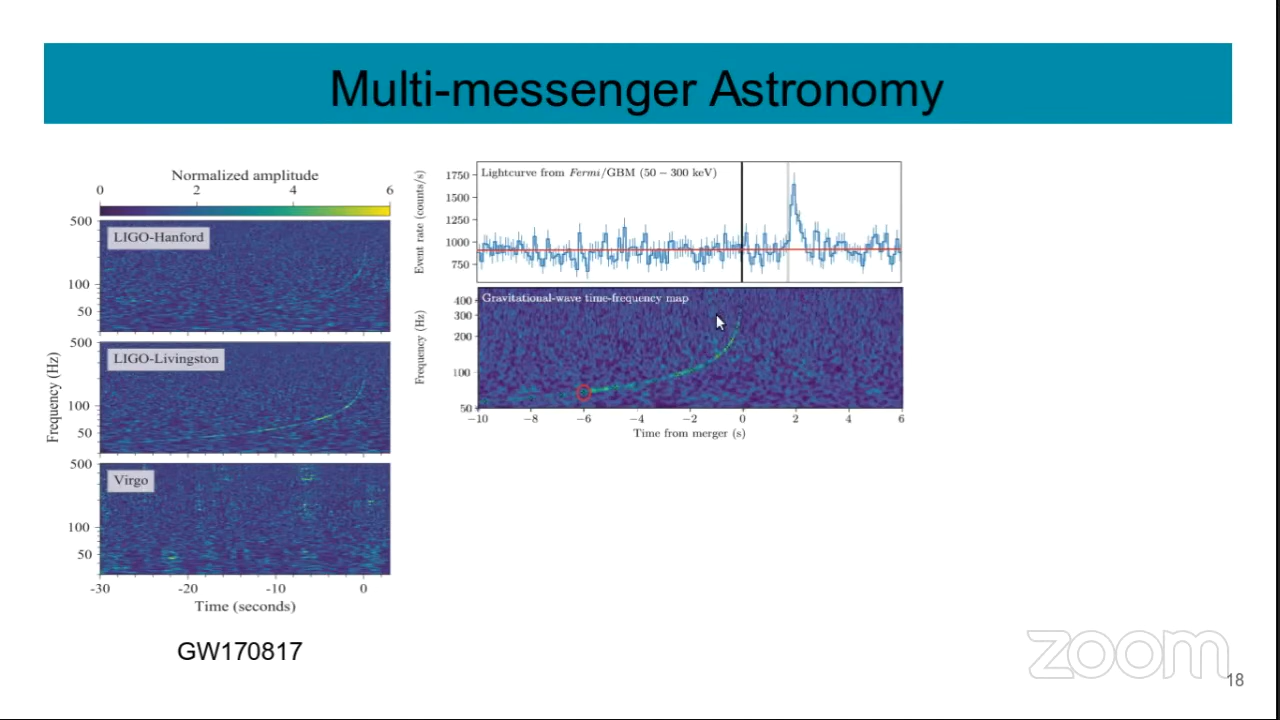 Multi-messenger Astronomy
Normalized amplitude
0 2 4 6
500
LIGO-Hanford
100
50
500
LIGO-Livingston
100
50
Frequency (Hz)
500
Virgo
100
50
-30 -20 -10 0
Time (seconds)
GW170817
Lightcurve from Fermi/GBM (50 − 300 keV)
1750
1500
1250
1000
750
Event rate (counts/s)
Gravitational-wave time-frequency map
400
300
200
100
50
Frequency (Hz)
−10 −8 −6 −4 −2 0 2 4 6
Time from merger (s)
zoom
18